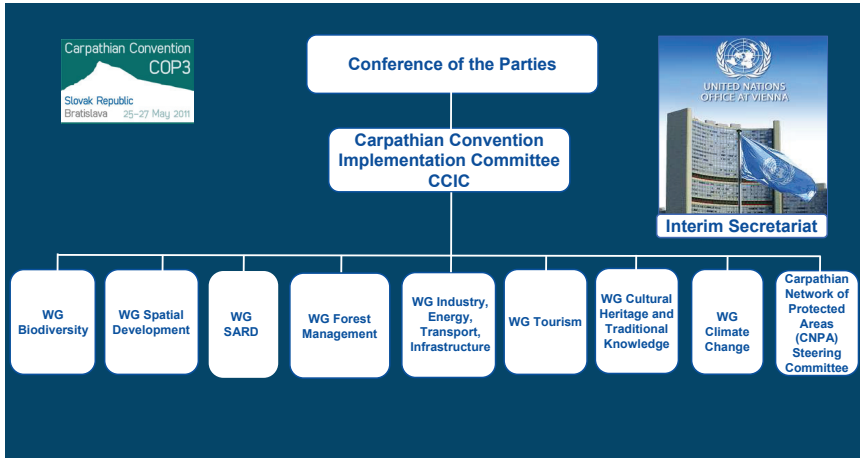 Carpathian Convention
COP3
Slovak Republic
Bratislava 25-27 May 2011
Conference of the Parties
UNITED NATIONS
OFFICE AT VIENNA
Interim Secretariat
Carpathian Convention
Implementation Committee
CCIC
WG
Biodiversity
WG Spatial
Development
WG
SARD
WG Forest
Management
WG Industry,
Energy,
Transport,
Infrastructure
WG Tourism
WG Cultural
Heritage and
Traditional
Knowledge
WG
Climate
Change
Carpathian
Network of
Protected
Areas
(CNPA)
Steering
Committee